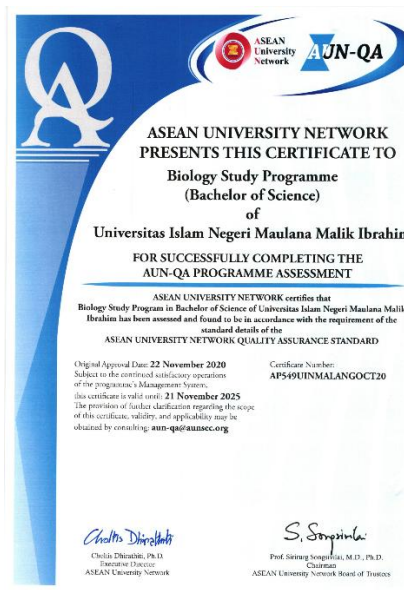 ASEAN
University
Network
AUN-QA
ASEAN UNIVERSITY NETWORK
PRESENTS THIS CERTIFICATE TO
Biology Study Programme
(Bachelor of Science)
of
Universitas Islam Negeri Maulana Malik Ibrahim
FOR SUCCESSFULLY COMPLETING THE
AUN-QA PROGRAMME ASSESSMENT
ASEAN UNIVERSITY NETWORK certifies that
Biology Study Program in Bachelor of Science of Universitas Islam Negeri Maulana Malik
Ibrahim has been assessed and found to be in accordance with the requirement of the
standard details of the
ASEAN UNIVERSITY NETWORK QUALITY ASSURANCE STANDARD
Original Approval Date: 22 November 2020
Subject to the continued satisfactory operations
of the programme's Management System,
this certificate is valid until: 21 November 2025
The provision of further clarification regarding the scope
of this certificate, validity, and applicability may be
obtained by consulting: aun-qa@aunsec.org
Certificate Number:
AP549UINMALANGOCT20
Choltis Dhirathiti
Choltis Dhirathiti, Ph.D.
Executive Director
ASEAN University Network
S. Songsivilai
Prof. Sirirurg Songsivilai, M.D., Ph.D.
Chairman
ASEAN University Network Board of Trustees